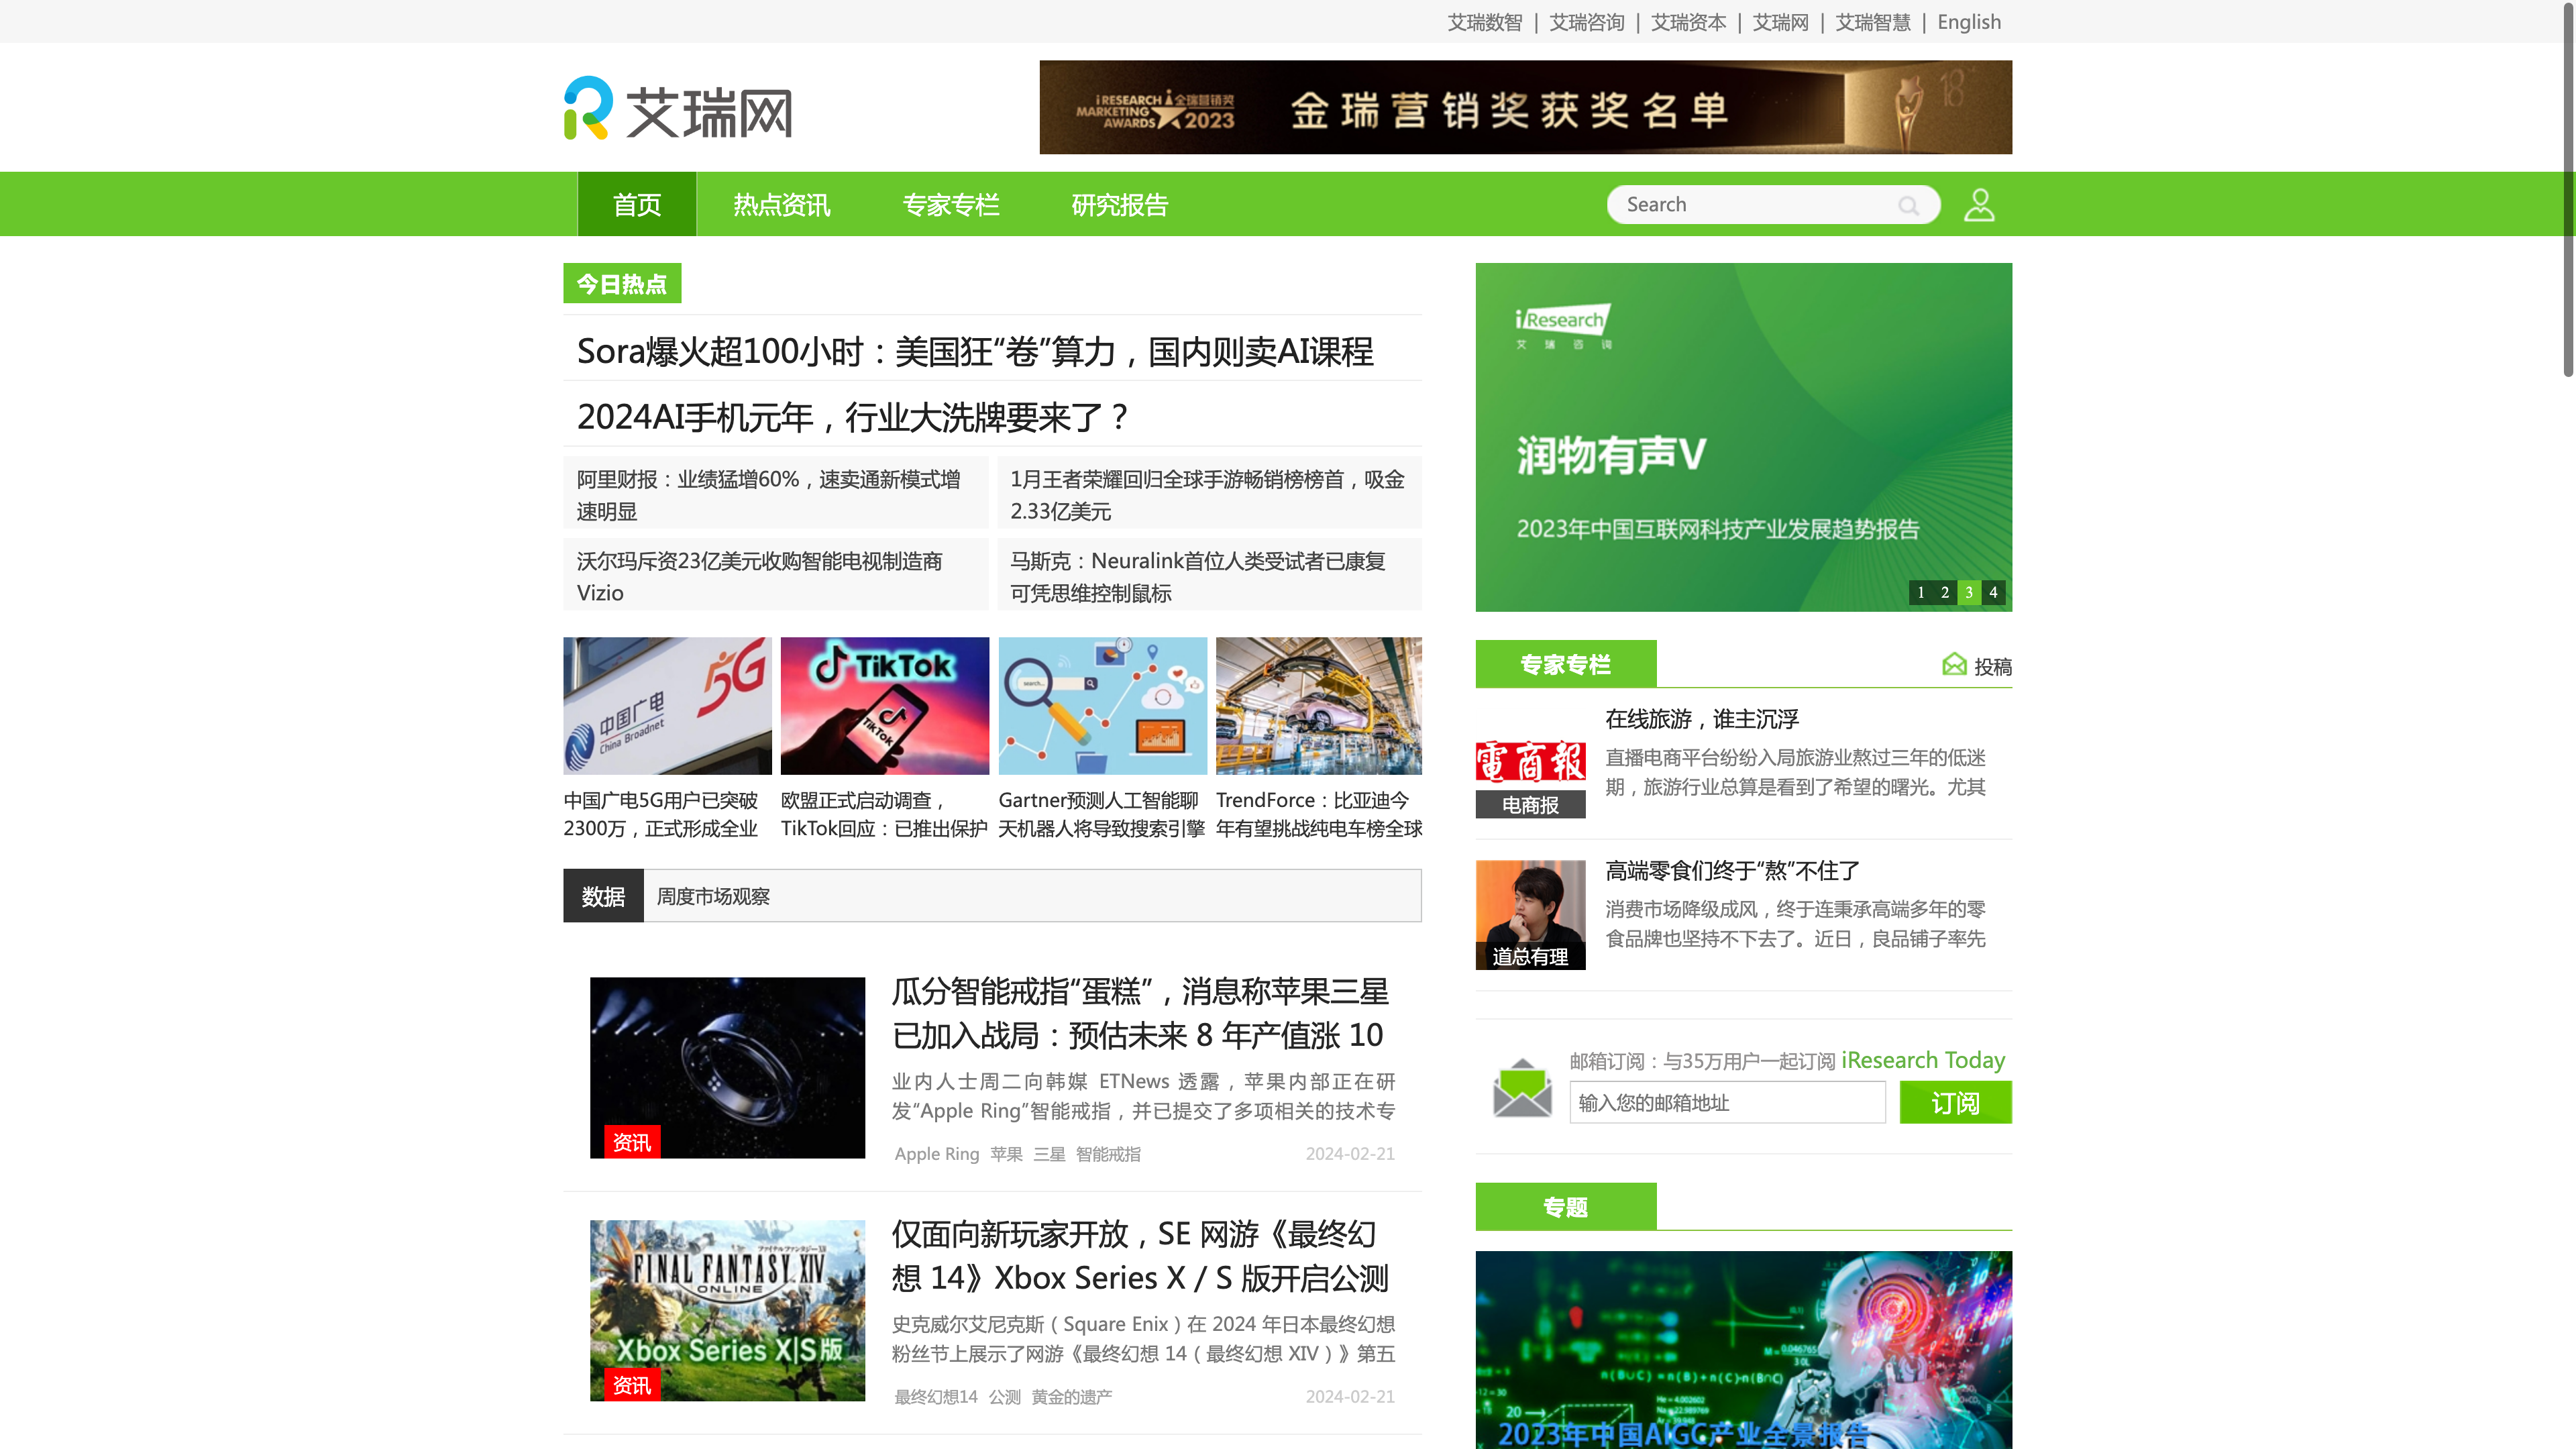 艾瑞数智 | 艾瑞咨询 | 艾瑞资本 | 艾瑞网 | 艾瑞智慧 | English
艾瑞网
iRESEARCH 金瑞营销奖
MARKETING
AWARDS 2023
金瑞营销奖获奖名单
18
首页
热点资讯
专家专栏
研究报告
Search
今日热点
Sora爆火超100小时：美国狂“卷”算力，国内则卖AI课程
2024AI手机元年，行业大洗牌要来了？
阿里财报：业绩猛增60%，速卖通新模式增
速明显
1月王者荣耀回归全球手游畅销榜榜首，吸金
2.33亿美元
沃尔玛斥资23亿美元收购智能电视制造商
Vizio
马斯克：Neuralink首位人类受试者已康复
可凭思维控制鼠标
5G
中国广电
China Broadnet
TikTok
TikTok
search...
中国广电5G用户已突破
2300万，正式形成全业
欧盟正式启动调查，
TikTok回应：已推出保护
Gartner预测人工智能聊
天机器人将导致搜索引擎
TrendForce：比亚迪今
年有望挑战纯电车榜全球
数据
周度市场观察
资讯
瓜分智能戒指“蛋糕”，消息称苹果三星
已加入战局：预估未来 8 年产值涨 10
业内人士周二向韩媒 ETNews 透露，苹果内部正在研
发“Apple Ring”智能戒指，并已提交了多项相关的技术专
Apple Ring 苹果 三星 智能戒指
2024-02-21
ファイナルファンタジーXIV
FINAL FANTASY XIV
ONLINE
Xbox Series X|S版
资讯
仅面向新玩家开放，SE 网游《最终幻
想 14》Xbox Series X / S 版开启公测
史克威尔艾尼克斯（Square Enix）在 2024 年日本最终幻想
粉丝节上展示了网游《最终幻想 14（最终幻想 XIV）》第五
最终幻想14 公测 黄金的遗产
2024-02-21
iResearch
艾瑞咨询
润物有声V
2023年中国互联网科技产业发展趋势报告
1 2 3 4
专家专栏
投稿
電商報
电商报
在线旅游，谁主沉浮
直播电商平台纷纷入局旅游业熬过三年的低迷
期，旅游行业总算是看到了希望的曙光。尤其
道总有理
高端零食们终于“熬”不住了
消费市场降级成风，终于连秉承高端多年的零
食品牌也坚持不下去了。近日，良品铺子率先
邮箱订阅：与35万用户一起订阅 iResearch Today
输入您的邮箱地址
订阅
专题
n(B∪C)=n(B)+n(C)-n(B∩C)
2023年中国AIGC产业全景报告